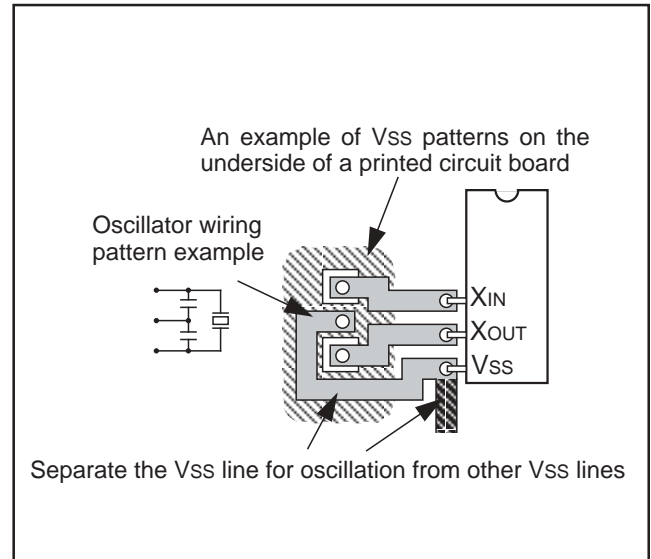 An example of VSS patterns on the
underside of a printed circuit board
Oscillator wiring
pattern example
XIN
XOUT
VSS
Separate the VSS line for oscillation from other VSS lines